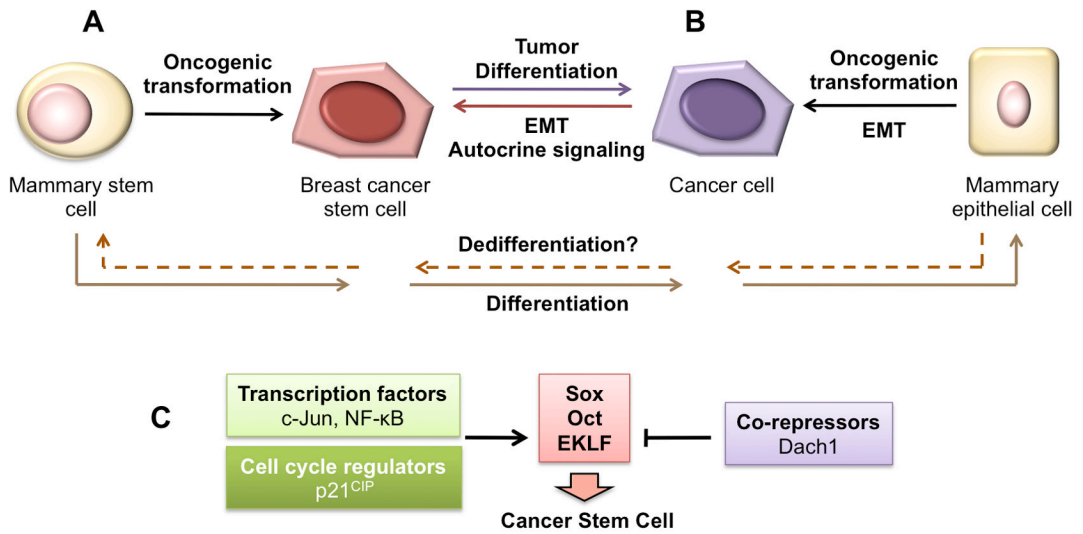 A
B
Oncogenic
transformation
Tumor
Differentiation
EMT
Autocrine signaling
Oncogenic
transformation
EMT
Mammary stem
cell
Breast cancer
stem cell
Cancer cell
Mammary
epithelial cell
Dedifferentiation?
Differentiation
C
Transcription factors
c-Jun, NF-κB
Cell cycle regulators
p21^CIP
Sox
Oct
EKLF
Co-repressors
Dach1
Cancer Stem Cell